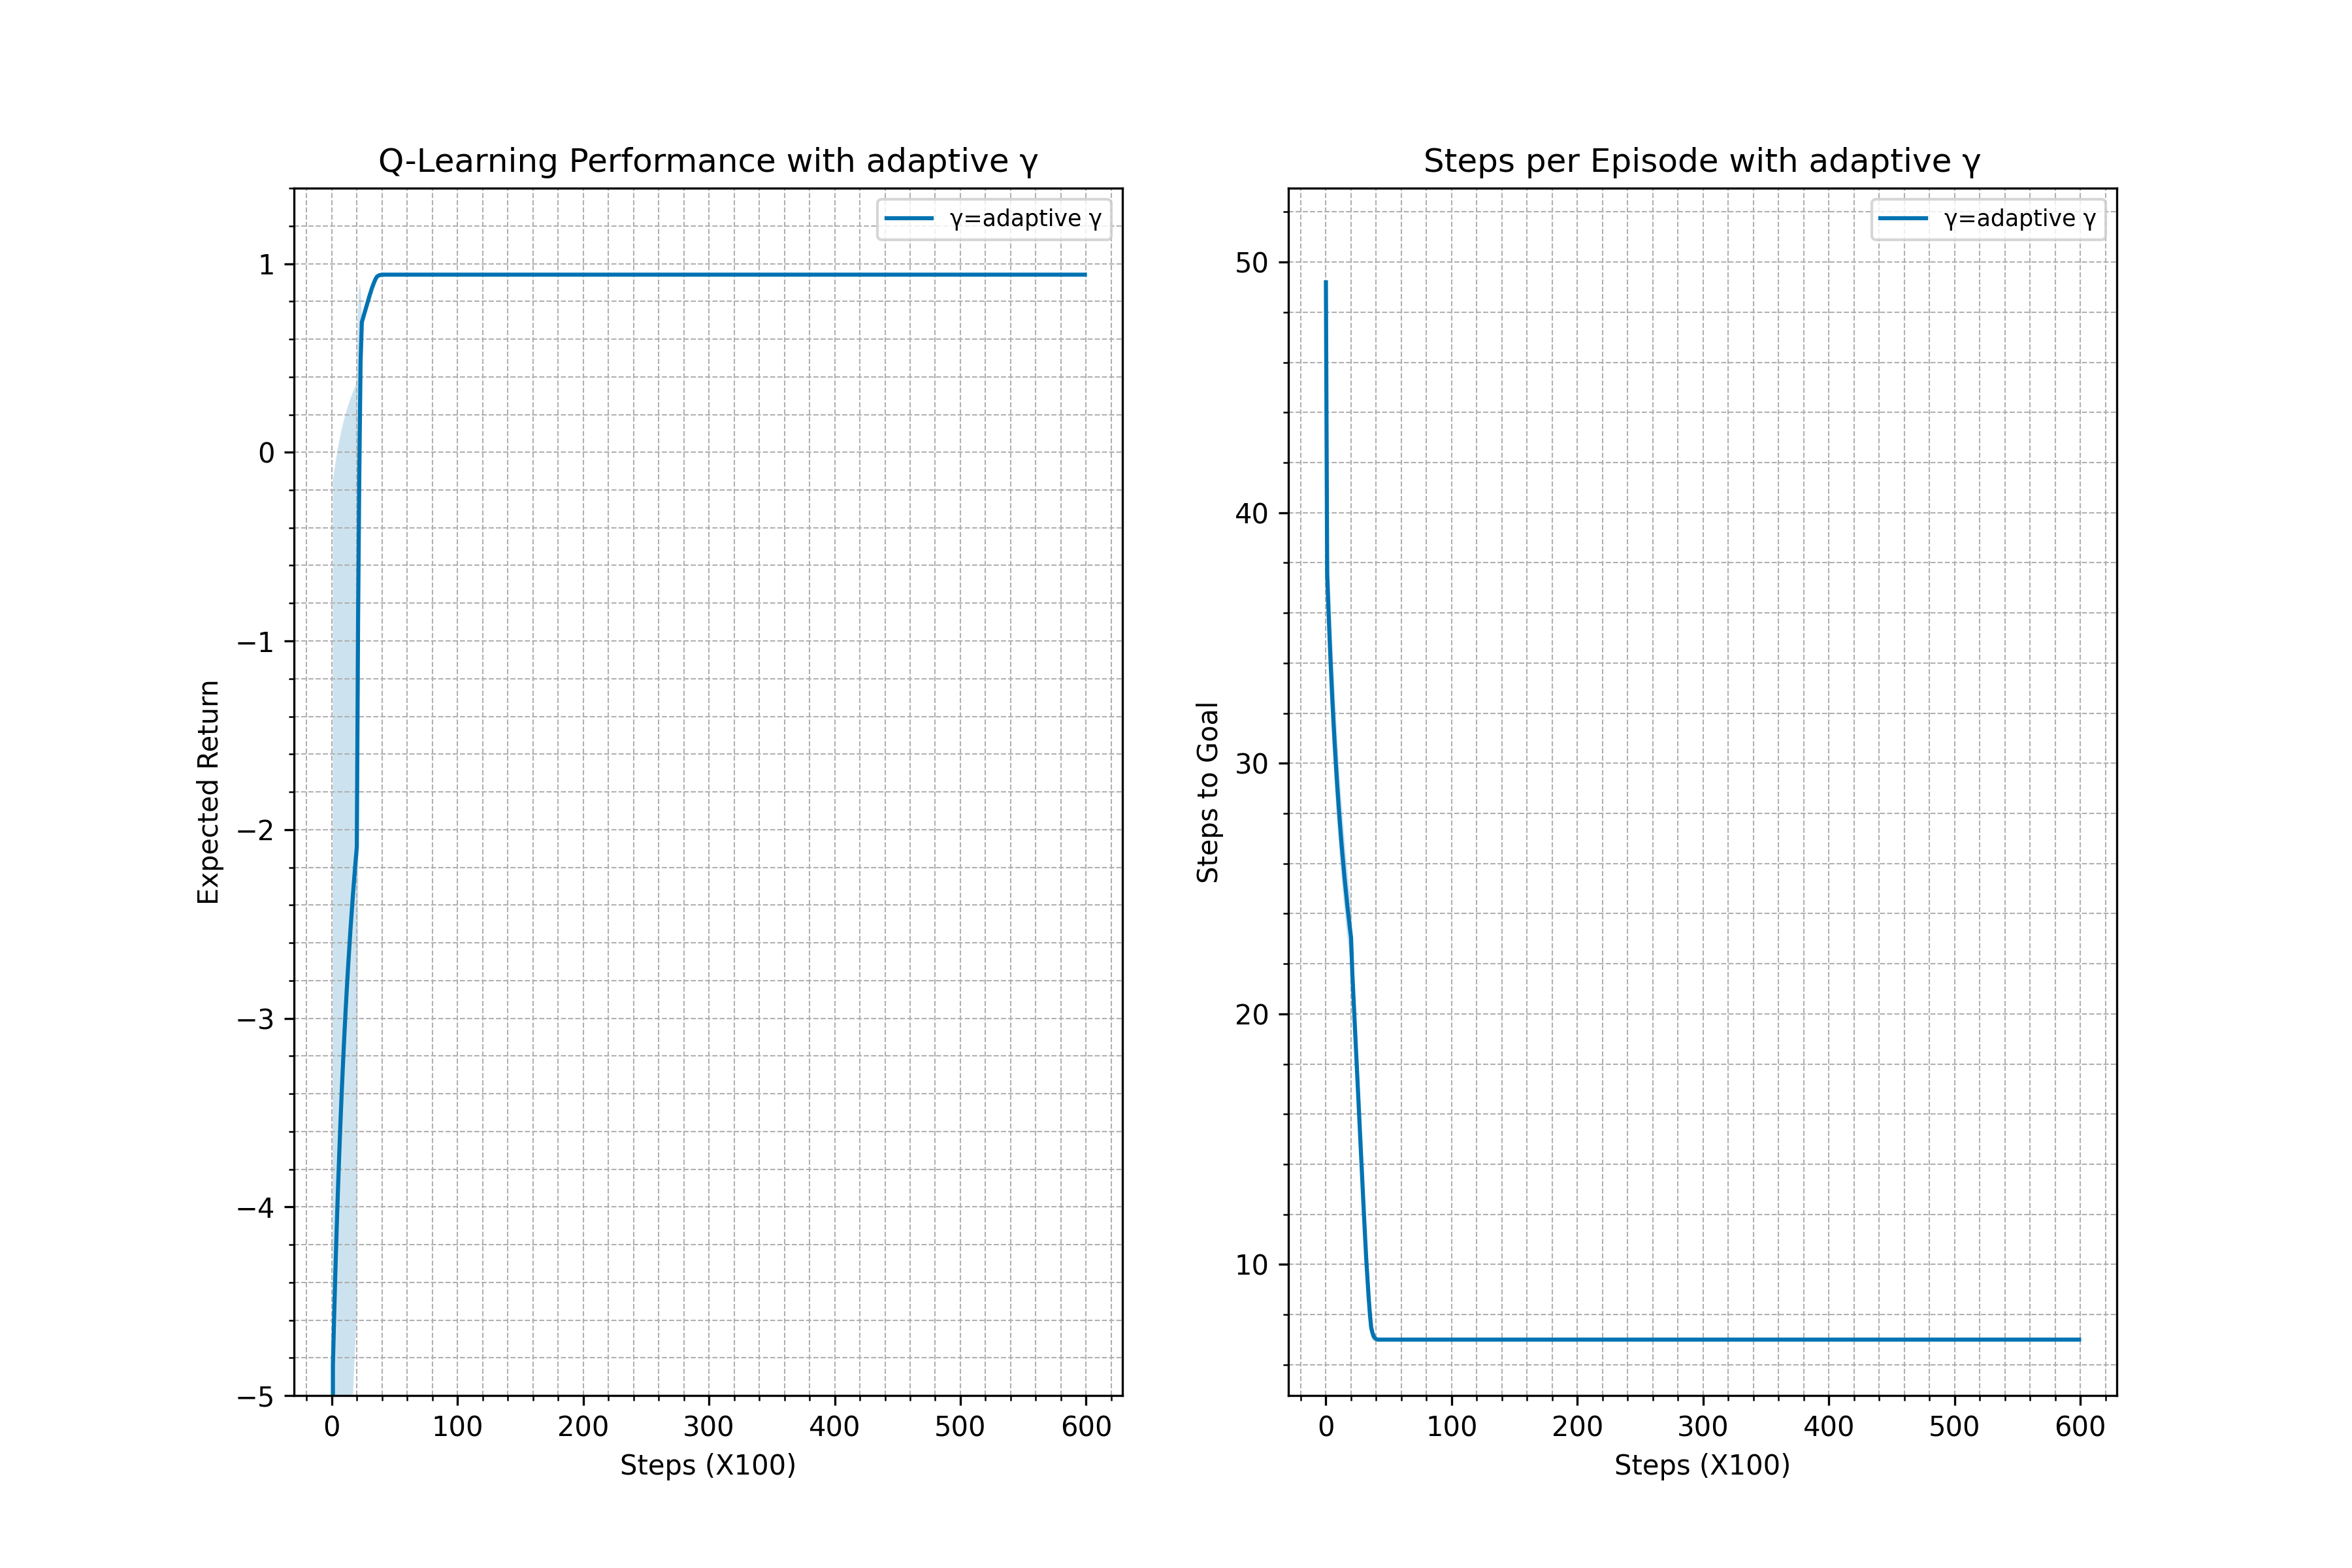 Q-Learning Performance with adaptive γ
γ=adaptive γ
Expected Return
1
0
−1
−2
−3
−4
−5
0 100 200 300 400 500 600
Steps (X100)
Steps per Episode with adaptive γ
γ=adaptive γ
Steps to Goal
50
40
30
20
10
0 100 200 300 400 500 600
Steps (X100)